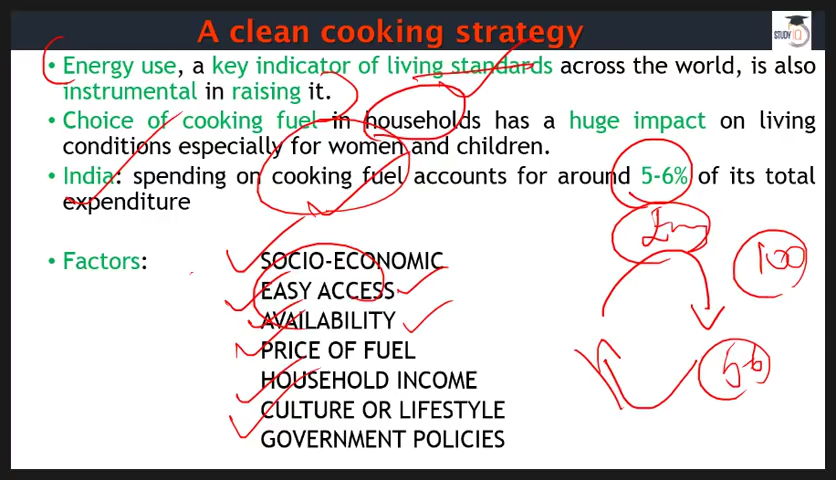 A clean cooking strategy
STUDY IQ
• Energy use, a key indicator of living standards across the world, is also
instrumental in raising it.
• Choice of cooking fuel in households has a huge impact on living
conditions especially for women and children.
• India: spending on cooking fuel accounts for around 5-6% of its total
expenditure
• Factors:
SOCIO-ECONOMIC
EASY ACCESS
AVAILABILITY
PRICE OF FUEL
HOUSEHOLD INCOME
CULTURE OR LIFESTYLE
GOVERNMENT POLICIES
100